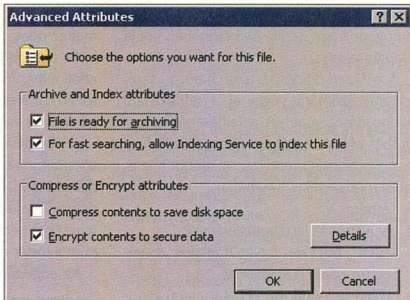 Advanced Attributes
Choose the options you want for this file.
Archive and Index attributes
File is ready for archiving
For fast searching, allow Indexing Service to index this file
Compress or Encrypt attributes
Compress contents to save disk space
Encrypt contents to secure data
Details
OK
Cancel